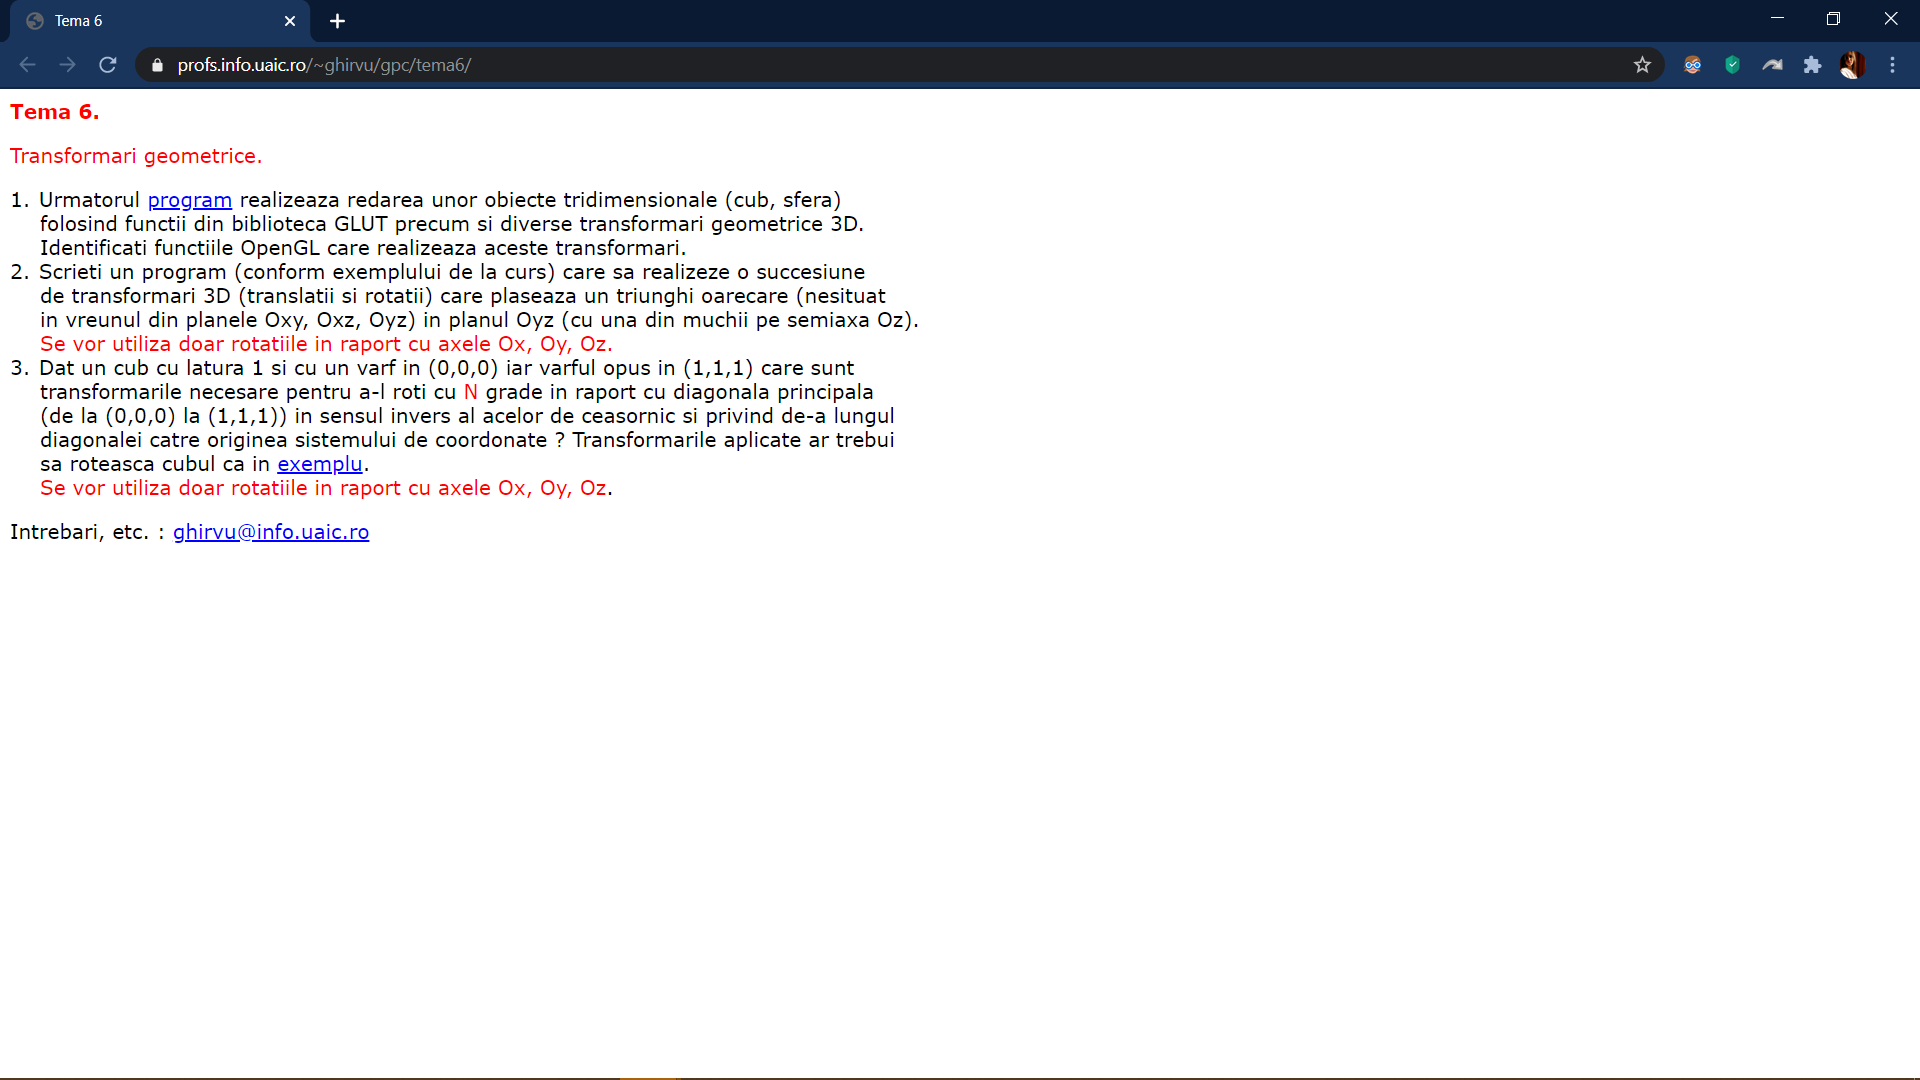 Tema 6
profs.info.uaic.ro/~ghirvu/gpc/tema6/
Tema 6.
Transformari geometrice.
1. Urmatorul program realizeaza redarea unor obiecte tridimensionale (cub, sfera)
folosind functii din biblioteca GLUT precum si diverse transformari geometrice 3D.
Identificati functiile OpenGL care realizeaza aceste transformari.
2. Scrieti un program (conform exemplului de la curs) care sa realizeze o succesiune
de transformari 3D (translatii si rotatii) care plaseaza un triunghi oarecare (nesituat
in vreunul din planele Oxy, Oxz, Oyz) in planul Oyz (cu una din muchii pe semiaxa Oz).
Se vor utiliza doar rotatiile in raport cu axele Ox, Oy, Oz.
3. Dat un cub cu latura 1 si cu un varf in (0,0,0) iar varful opus in (1,1,1) care sunt
transformarile necesare pentru a-l roti cu N grade in raport cu diagonala principala
(de la (0,0,0) la (1,1,1)) in sensul invers al acelor de ceasornic si privind de-a lungul
diagonalei catre originea sistemului de coordonate ? Transformarile aplicate ar trebui
sa roteasca cubul ca in exemplu.
Se vor utiliza doar rotatiile in raport cu axele Ox, Oy, Oz.
Intrebari, etc. : ghirvu@info.uaic.ro